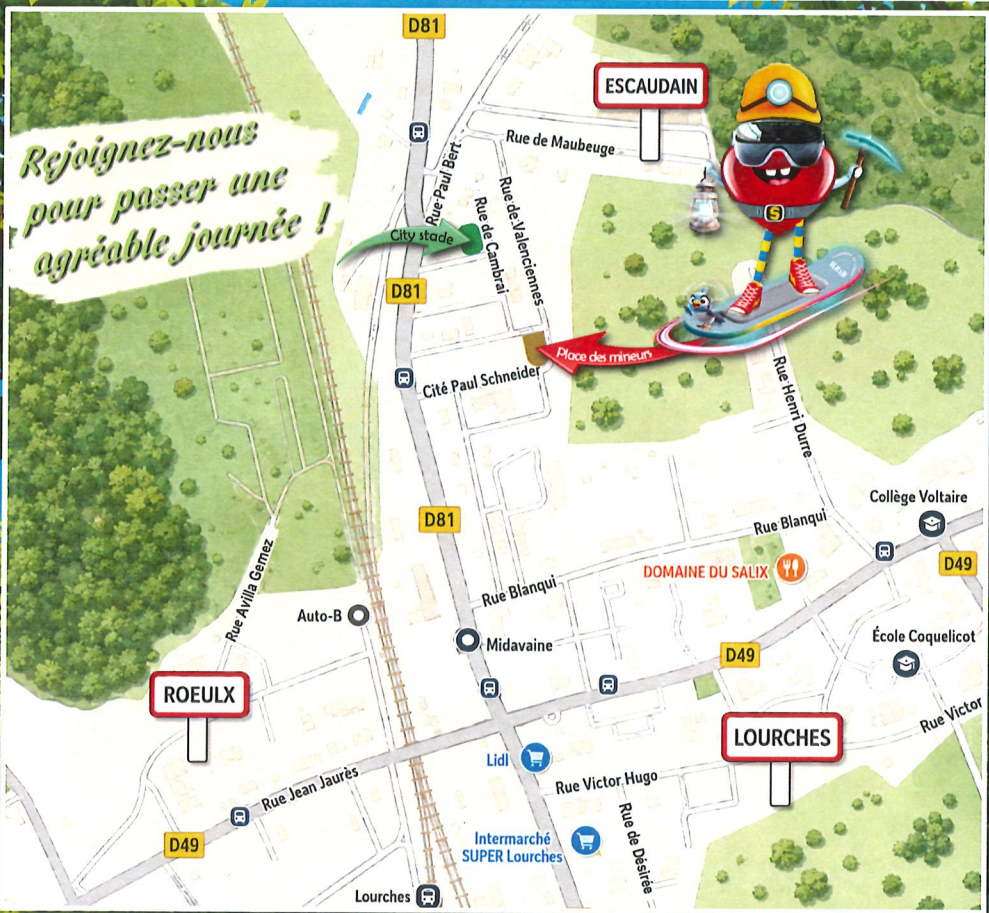 D81
ESCAUDAIN
Rejoignez-nous
pour passer une
agréable journée !
Rue de Maubeuge
Rue Paul Bert
Rue de Valenciennes
Rue de Cambrai
City stade
S
D81
Place des mineurs
Cité Paul Schneider
Rue Henri Durre
D81
Collège Voltaire
Rue Blanqui
D49
DOMAINE DU SALIX
Rue Blanqui
Rue Avilla Gemez
Auto-B
Midavaine
École Coquelicot
D49
ROEULX
LOURCHES
Rue Victor
Lidl
Rue Victor Hugo
Rue Jean Jaurès
Rue de Désirée
D49
Intermarché
SUPER Lourches
Lourches